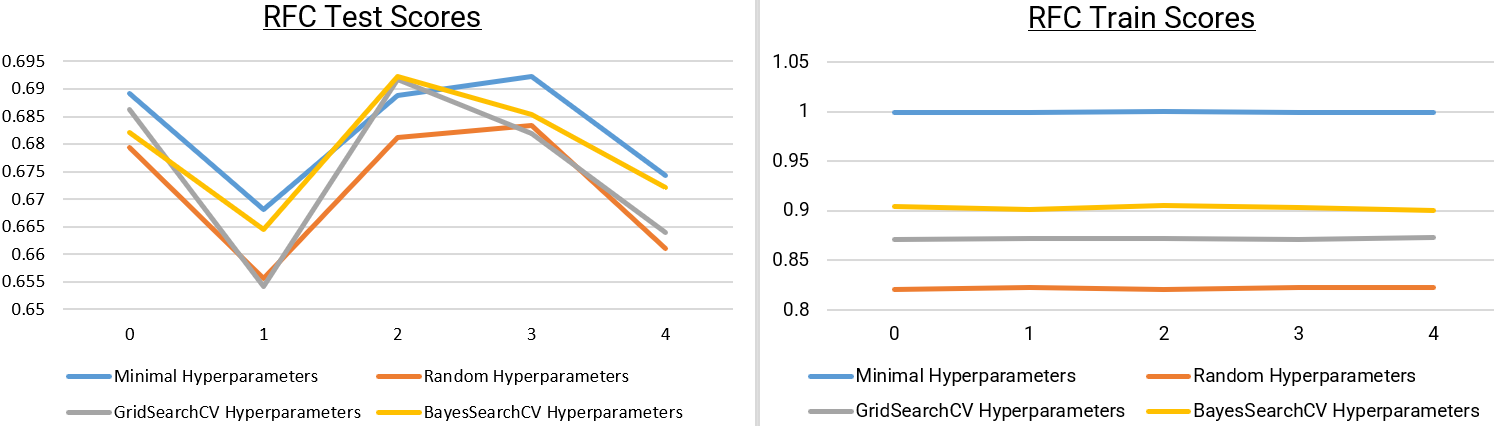 RFC Test Scores
0.695
0.69
0.685
0.68
0.675
0.67
0.665
0.66
0.655
0.65
0 1 2 3 4
Minimal Hyperparameters Random Hyperparameters
GridSearchCV Hyperparameters BayesSearchCV Hyperparameters
RFC Train Scores
1.05
1
0.95
0.9
0.85
0.8
0 1 2 3 4
Minimal Hyperparameters Random Hyperparameters
GridSearchCV Hyperparameters BayesSearchCV Hyperparameters